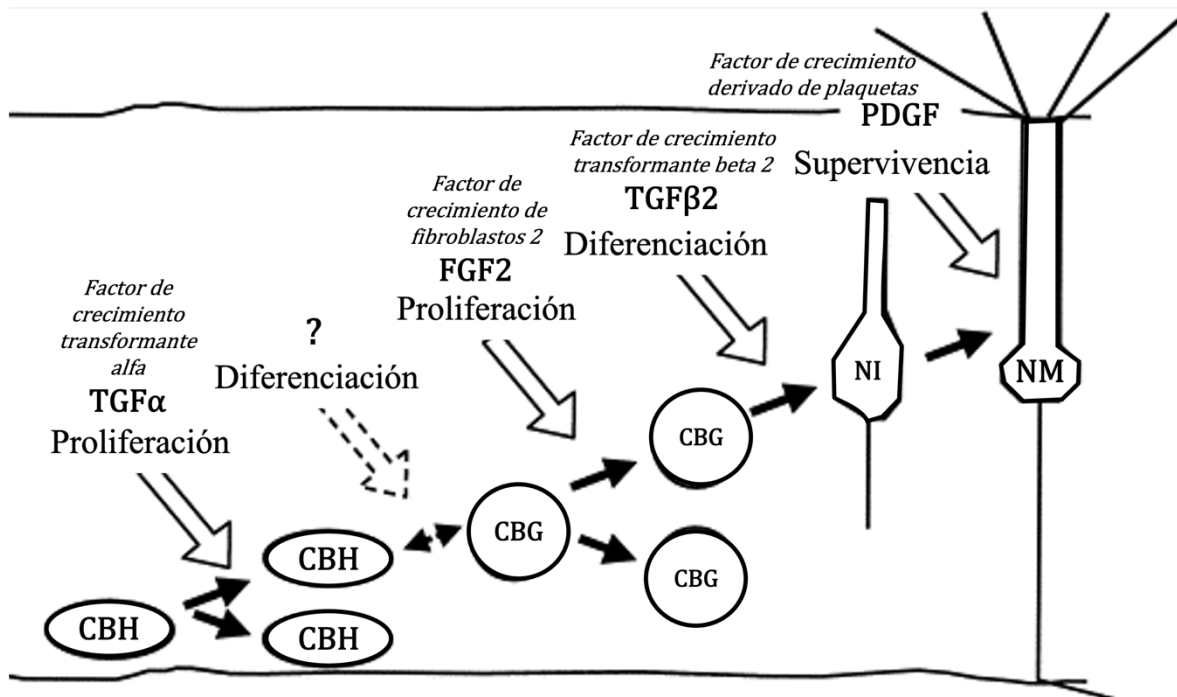 Factor de
crecimiento
transformante
alfa
TGFα
Proliferación
?
Diferenciación
Factor de
crecimiento de
fibroblastos 2
FGF2
Proliferación
Factor de crecimiento
transformante beta 2
TGFβ2
Diferenciación
Factor de crecimiento
derivado de plaquetas
PDGF
Supervivencia
CBH
CBH
CBH
CBG
CBG
CBG
NI
NM